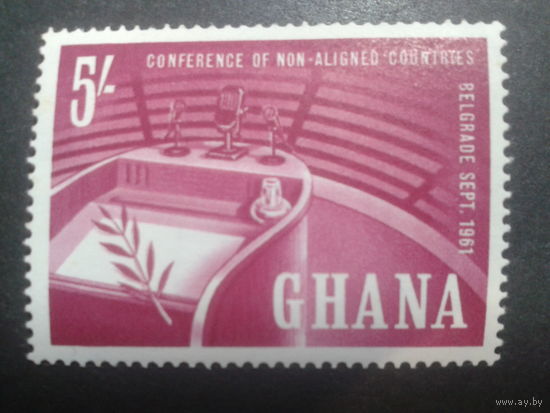 5/-
CONFERENCE OF NON-ALIGNED COUNTRIES
BELGRADE SEPT. 1961
GHANA
www.ay.by